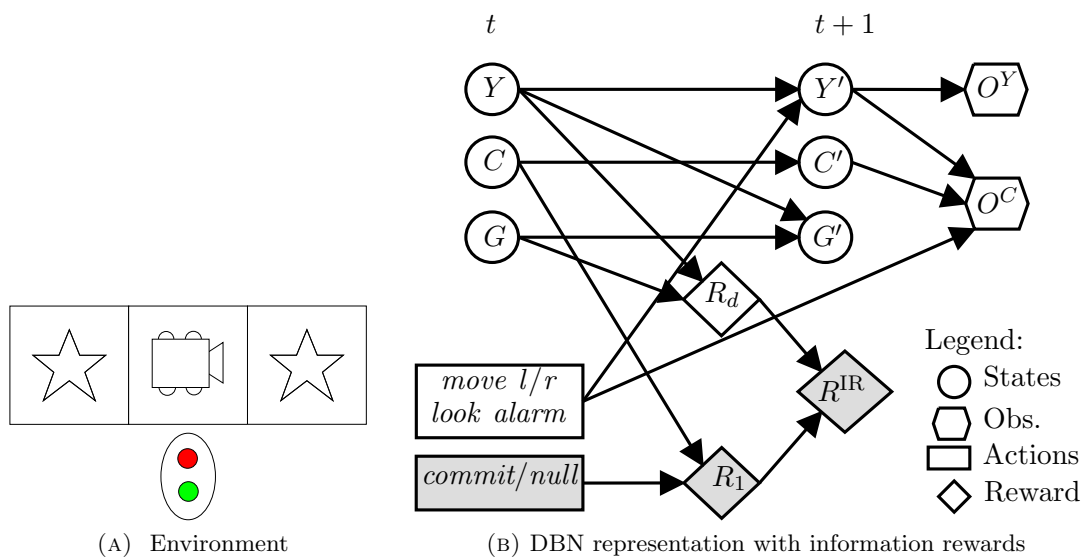 t
t + 1
Y
Y′
O^Y
C
C′
O^C
G
G′
R_d
Legend:
move l/r
look alarm
R^IR
States
Obs.
commit/null
R_1
Actions
Reward
(A) Environment
(B) DBN representation with information rewards